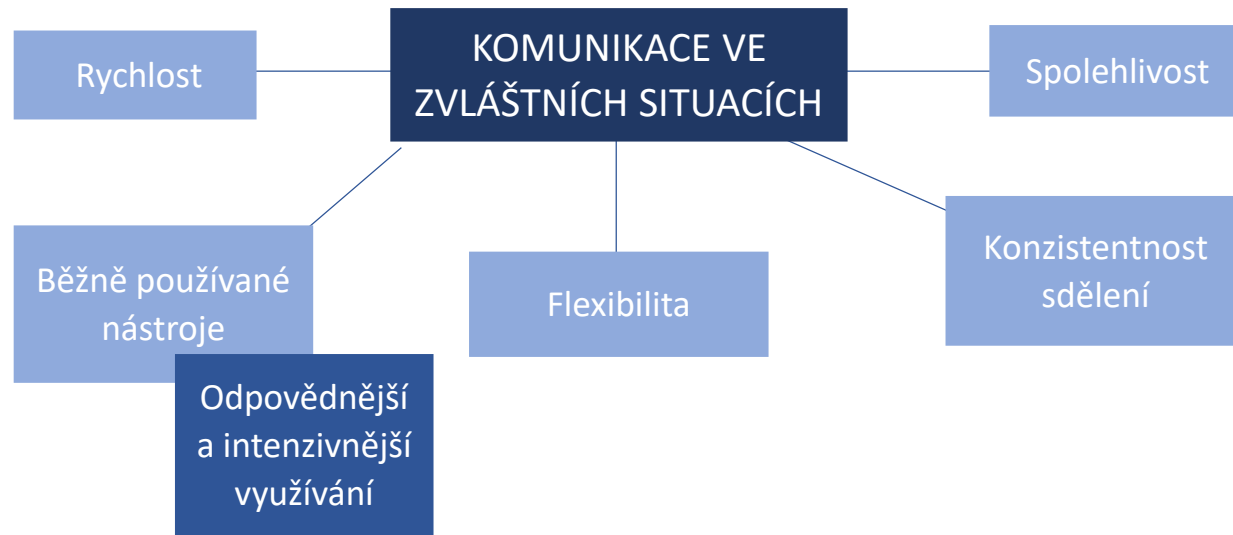 KOMUNIKACE VE
ZVLÁŠTNÍCH SITUACÍCH
Rychlost
Spolehlivost
Běžně používané
nástroje
Flexibilita
Konzistentnost
sdělení
Odpovědnější
a intenzivnější
využívání